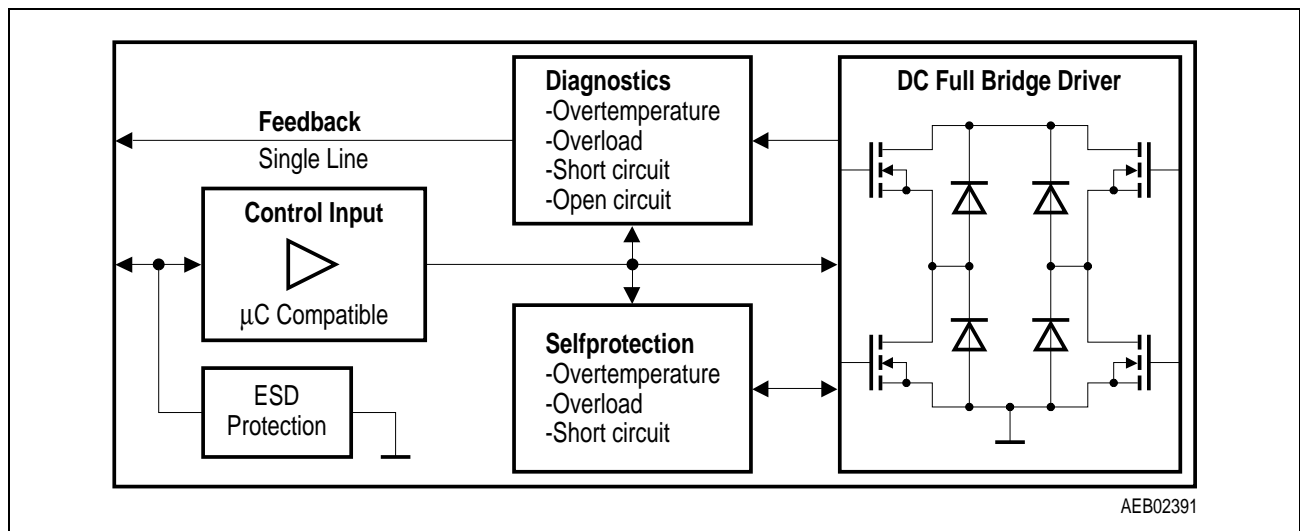 Feedback
Single Line
Control Input
µC Compatible
ESD
Protection
Diagnostics
-Overtemperature
-Overload
-Short circuit
-Open circuit
Selfprotection
-Overtemperature
-Overload
-Short circuit
DC Full Bridge Driver
AEB02391